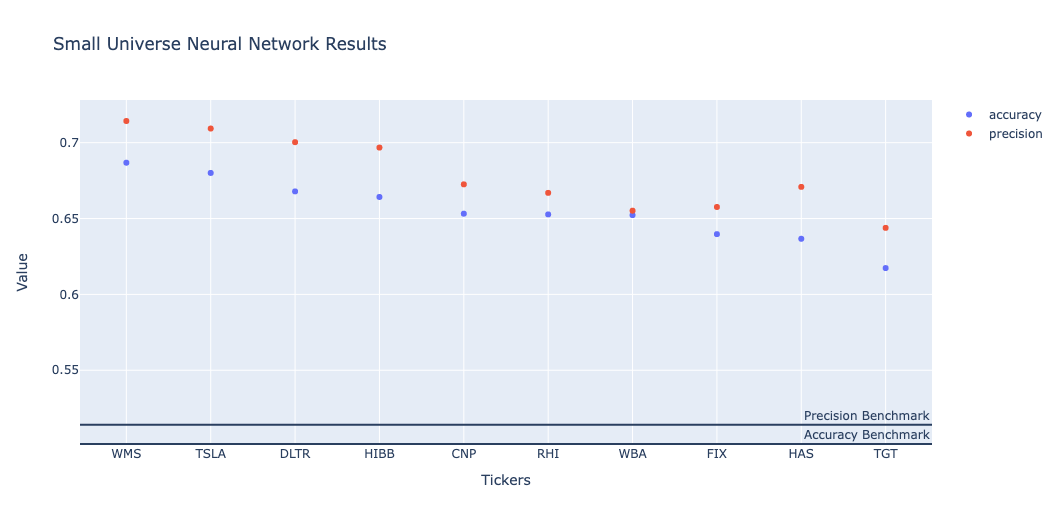 Small Universe Neural Network Results
accuracy
precision
0.7
0.65
0.6
0.55
Value
Precision Benchmark
Accuracy Benchmark
WMS TSLA DLTR HIBB CNP RHI WBA FIX HAS TGT
Tickers